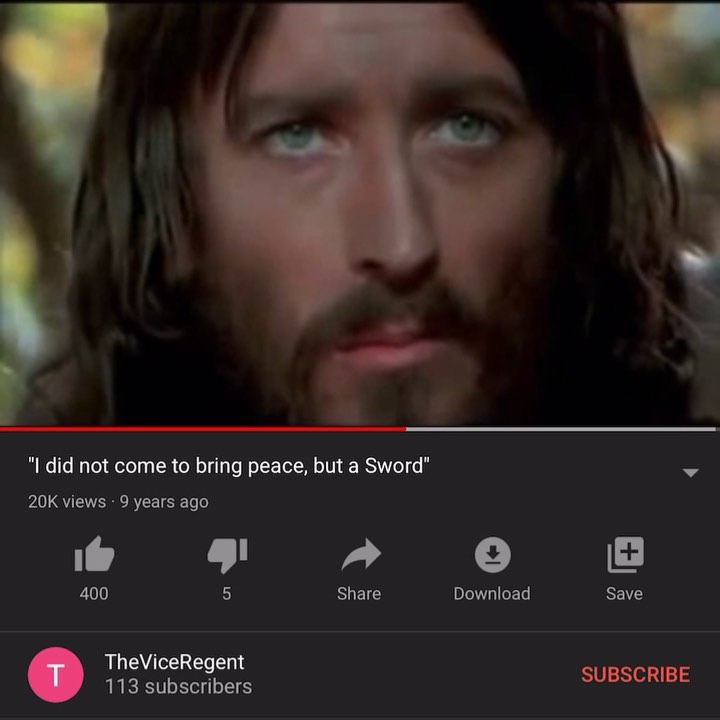 "I did not come to bring peace, but a Sword"
20K views · 9 years ago
400
5
Share
Download
Save
T
TheViceRegent
113 subscribers
SUBSCRIBE